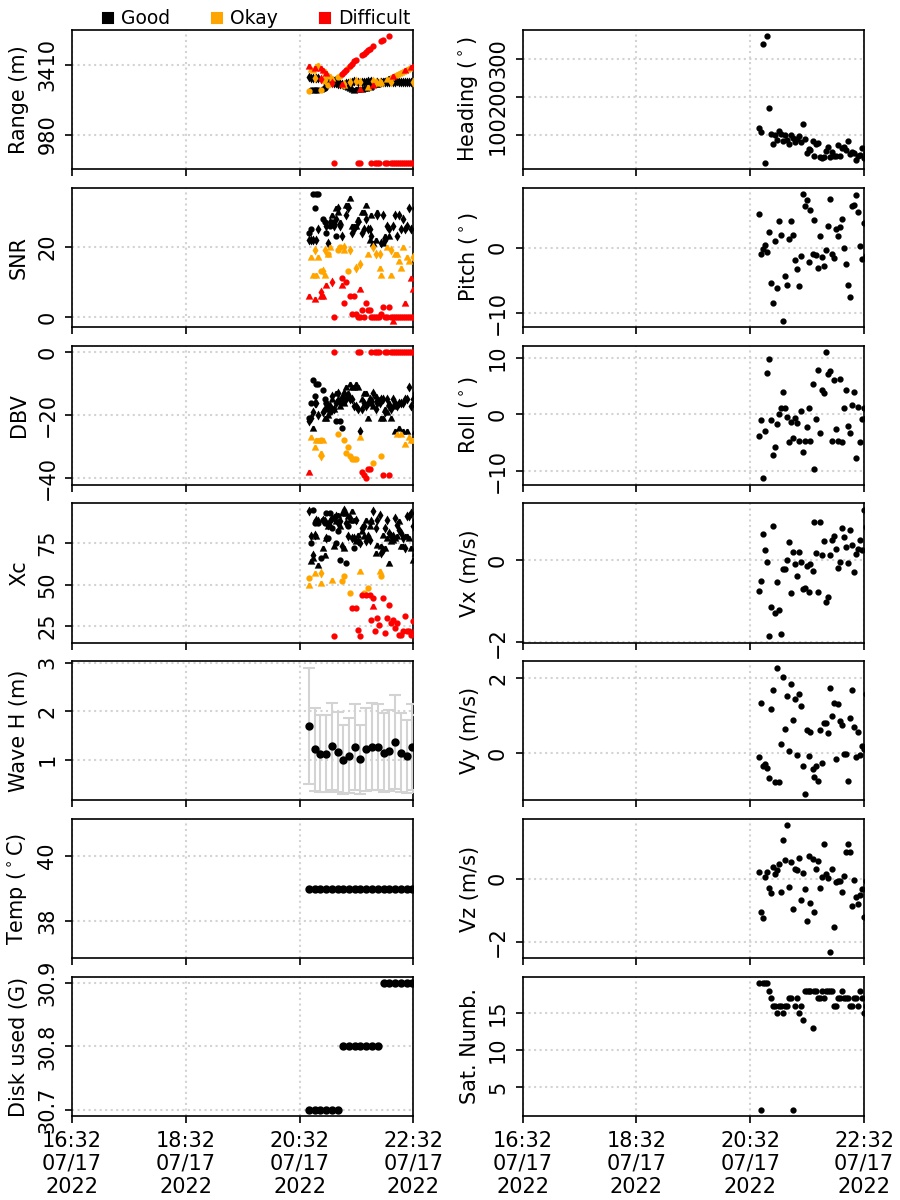 Good Okay Difficult
Range (m)
3410
980
Heading (°)
300
200
100
SNR
20
0
Pitch (°)
0
−10
DBV
0
−20
−40
Roll (°)
10
0
−10
Xc
75
50
25
Vx (m/s)
0
−2
Wave H (m)
3
2
1
Vy (m/s)
2
0
Temp (°C)
40
38
Vz (m/s)
0
−2
Disk used (G)
30.9
30.8
30.7
Sat. Numb.
15
10
5
16:32 18:32 20:32 22:32 16:32 18:32 20:32 22:32
07/17 07/17 07/17 07/17 07/17 07/17 07/17 07/17
2022 2022 2022 2022 2022 2022 2022 2022